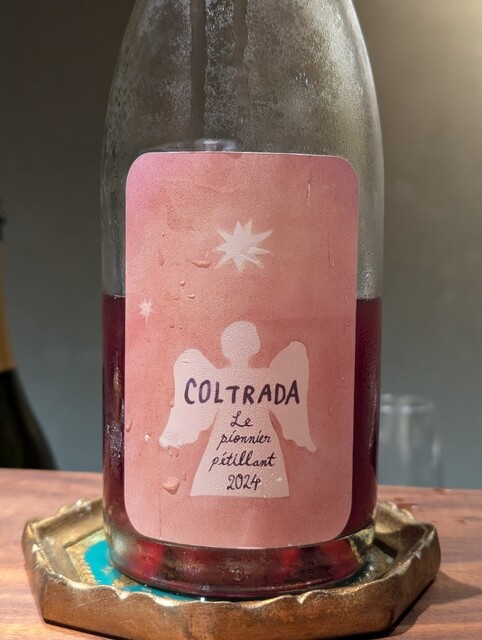 COLTRADA
Le
pionnier
pétillant
2024